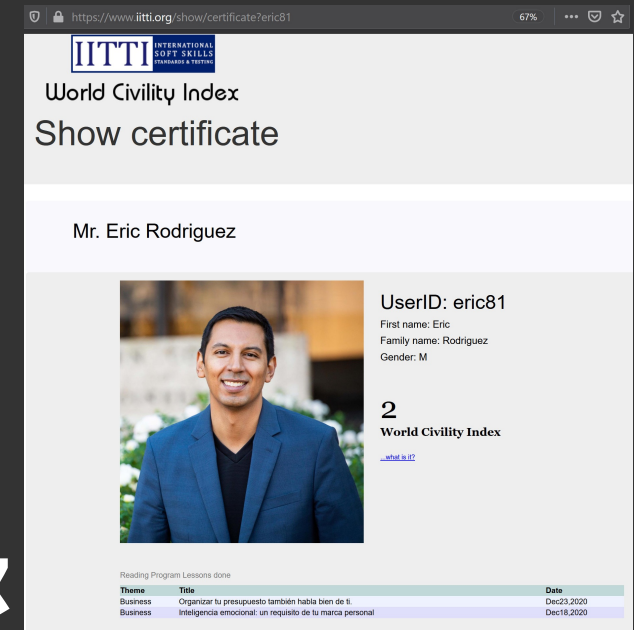 https://www.iitti.org/show/certificate?eric81 67%
IITTI INTERNATIONAL
SOFT SKILLS
STANDARDS & TESTING
World Civility Index
Show certificate
Mr. Eric Rodriguez
UserID: eric81
First name: Eric
Family name: Rodriguez
Gender: M
2
World Civility Index
...what is it?
Reading Program Lessons done
Theme Title Date
Business Organizar tu presupuesto también habla bien de ti. Dec23,2020
Business Inteligencia emocional: un requisito de tu marca personal Dec18,2020